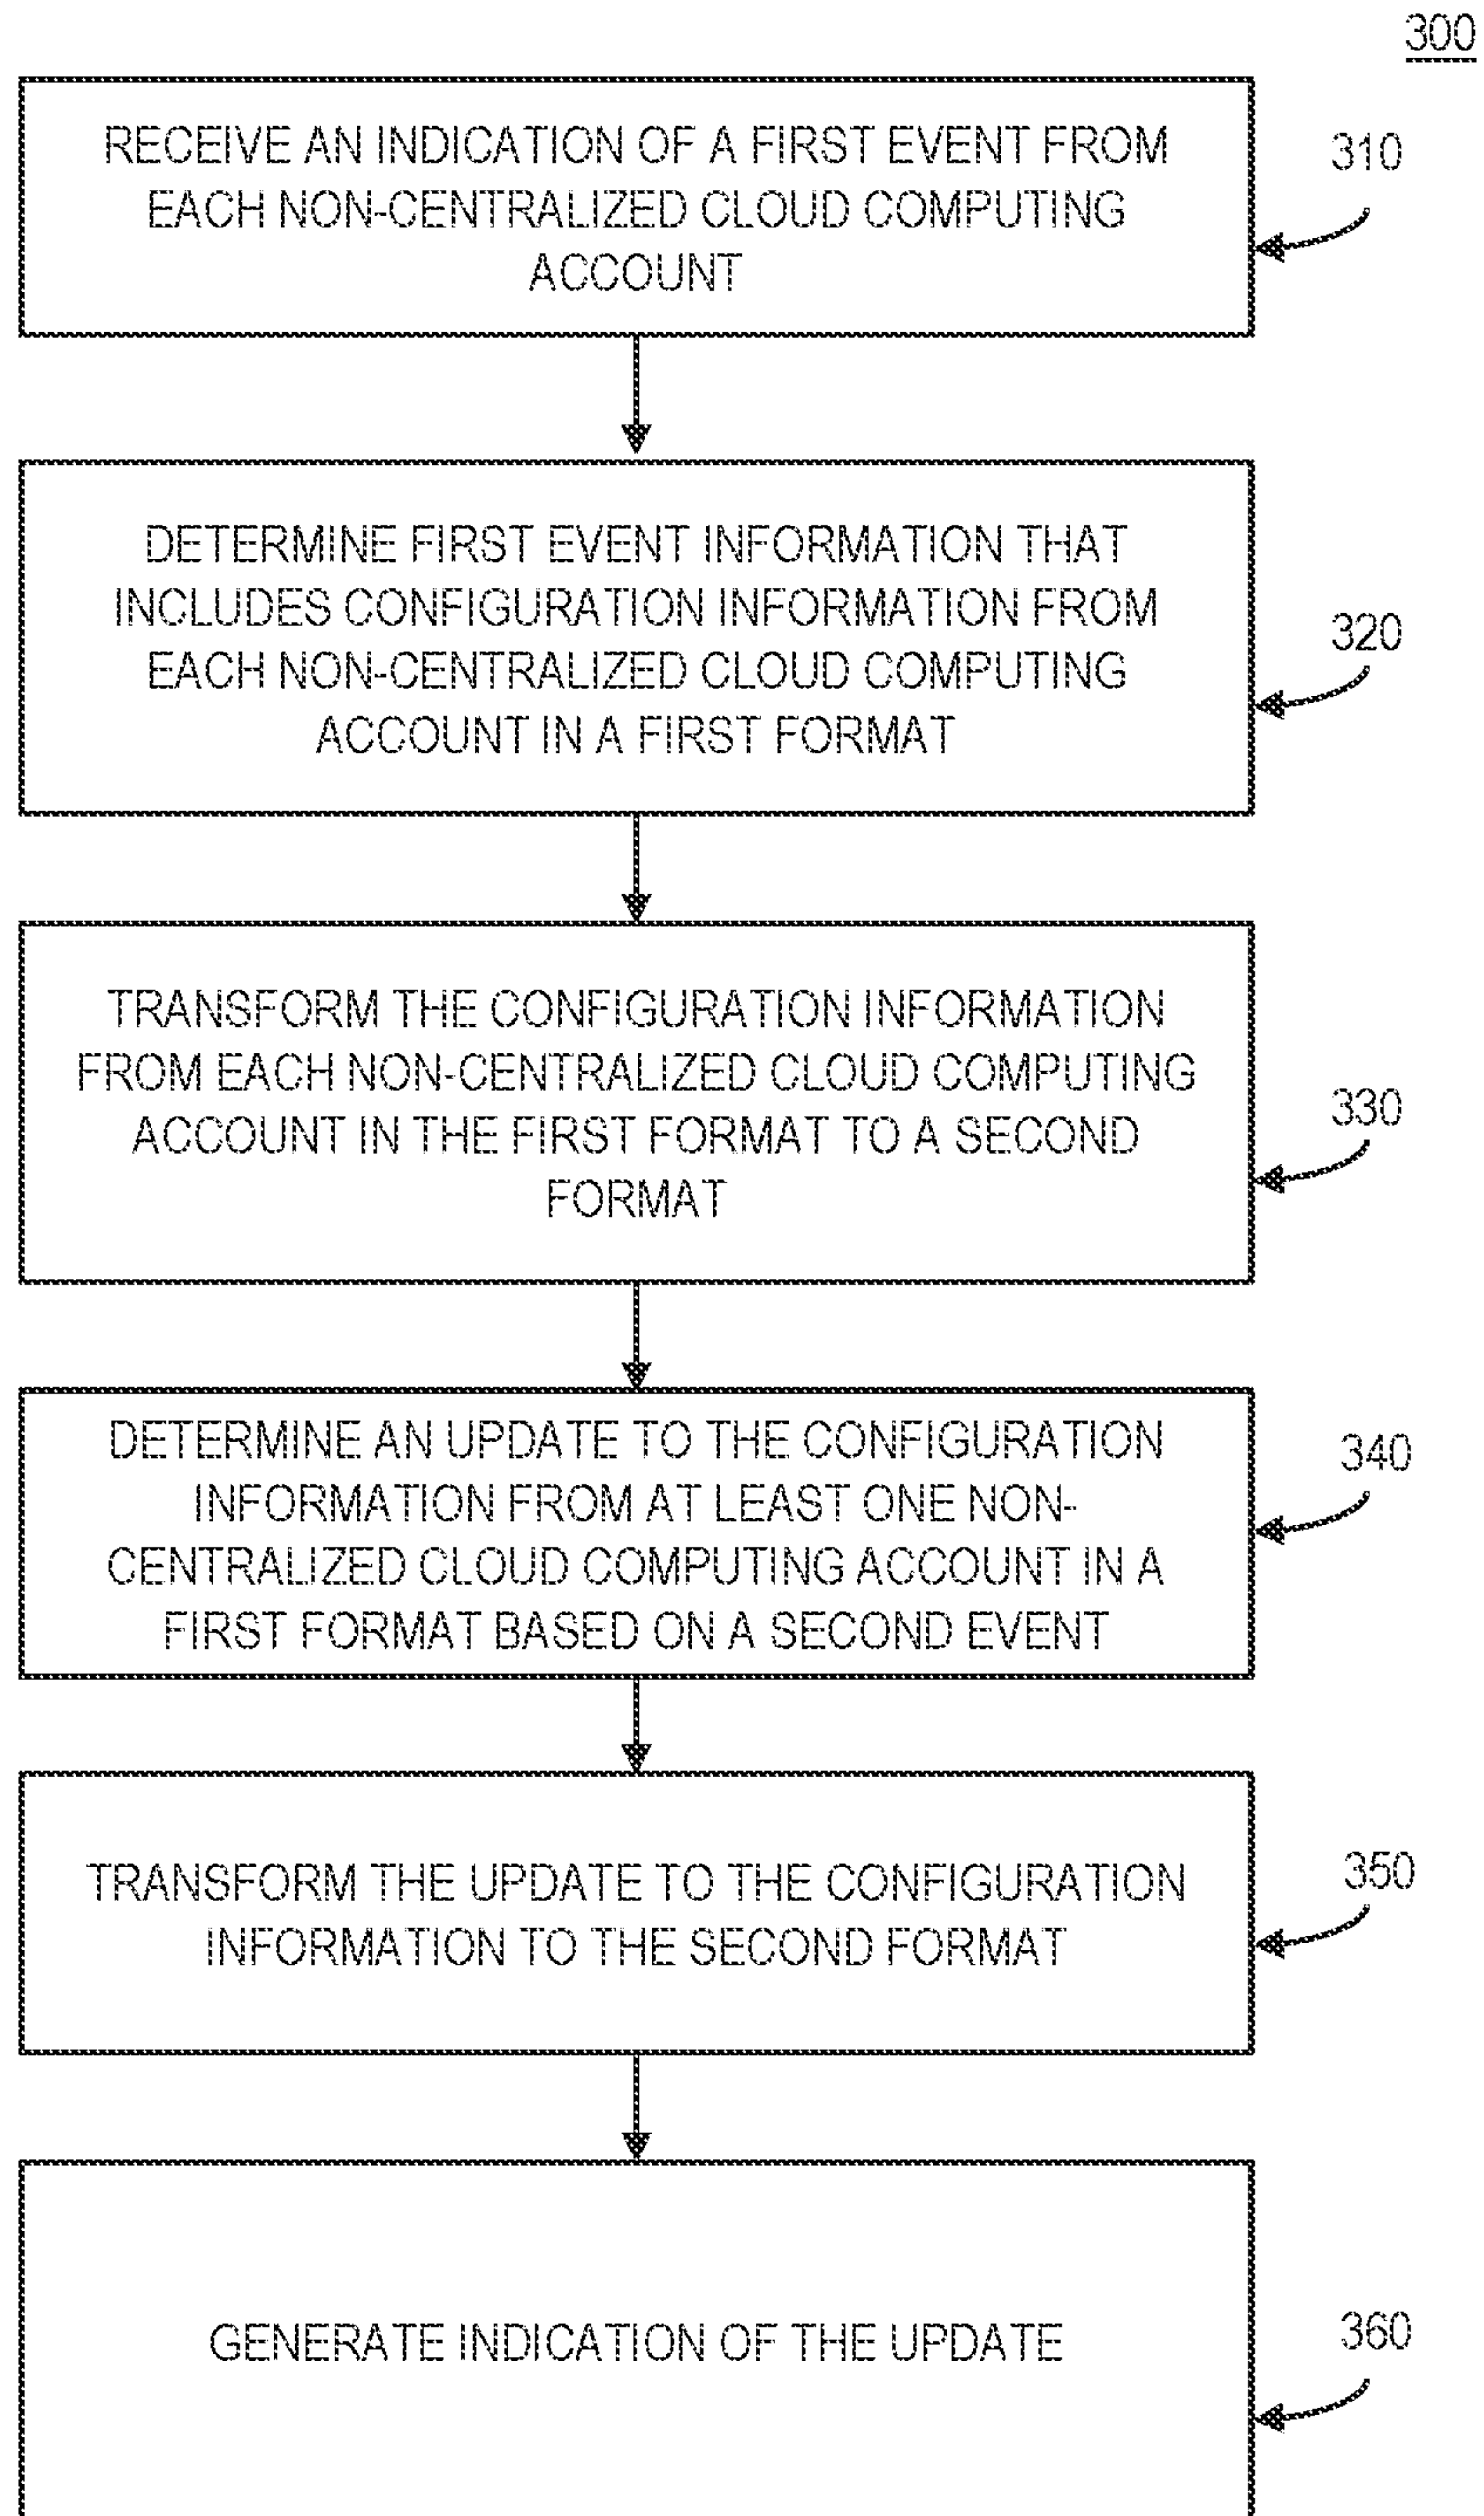 300
RECEIVE AN INDICATION OF A FIRST EVENT FROM
EACH NON-CENTRALIZED CLOUD COMPUTING
ACCOUNT
310
DETERMINE FIRST EVENT INFORMATION THAT
INCLUDES CONFIGURATION INFORMATION FROM
EACH NON-CENTRALIZED CLOUD COMPUTING
ACCOUNT IN A FIRST FORMAT
320
TRANSFORM THE CONFIGURATION INFORMATION
FROM EACH NON-CENTRALIZED CLOUD COMPUTING
ACCOUNT IN THE FIRST FORMAT TO A SECOND
FORMAT
330
DETERMINE AN UPDATE TO THE CONFIGURATION
INFORMATION FROM AT LEAST ONE NON-
CENTRALIZED CLOUD COMPUTING ACCOUNT IN A
FIRST FORMAT BASED ON A SECOND EVENT
340
TRANSFORM THE UPDATE TO THE CONFIGURATION
INFORMATION TO THE SECOND FORMAT
350
GENERATE INDICATION OF THE UPDATE
360